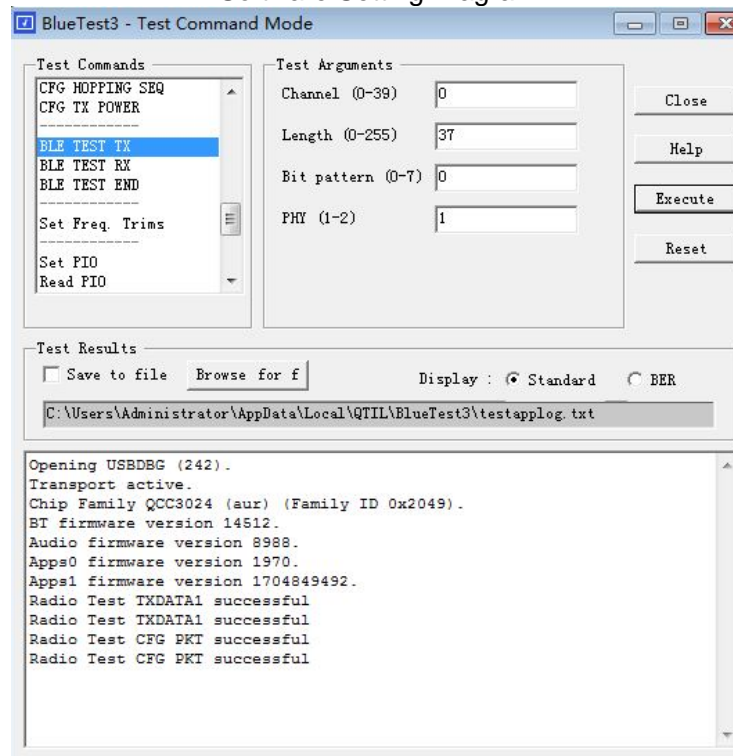 BlueTest3 - Test Command Mode
Test Commands
CFG HOPPING SEQ
CFG TX POWER
------------
BLE TEST TX
BLE TEST RX
BLE TEST END
------------
Set Freq. Trims
------------
Set PIO
Read PIO
Test Arguments
Channel (0-39) 0
Length (0-255) 37
Bit pattern (0-7) 0
PHY (1-2) 1
Close
Help
Execute
Reset
Test Results
Save to file Browse for f Display : Standard BER
C:\Users\Administrator\AppData\Local\QTIL\BlueTest3\testapplog.txt
Opening USBDBG (242).
Transport active.
Chip Family QCC3024 (aur) (Family ID 0x2049).
BT firmware version 14512.
Audio firmware version 8988.
Apps0 firmware version 1970.
Apps1 firmware version 1704849492.
Radio Test TXDATA1 successful
Radio Test TXDATA1 successful
Radio Test CFG PKT successful
Radio Test CFG PKT successful